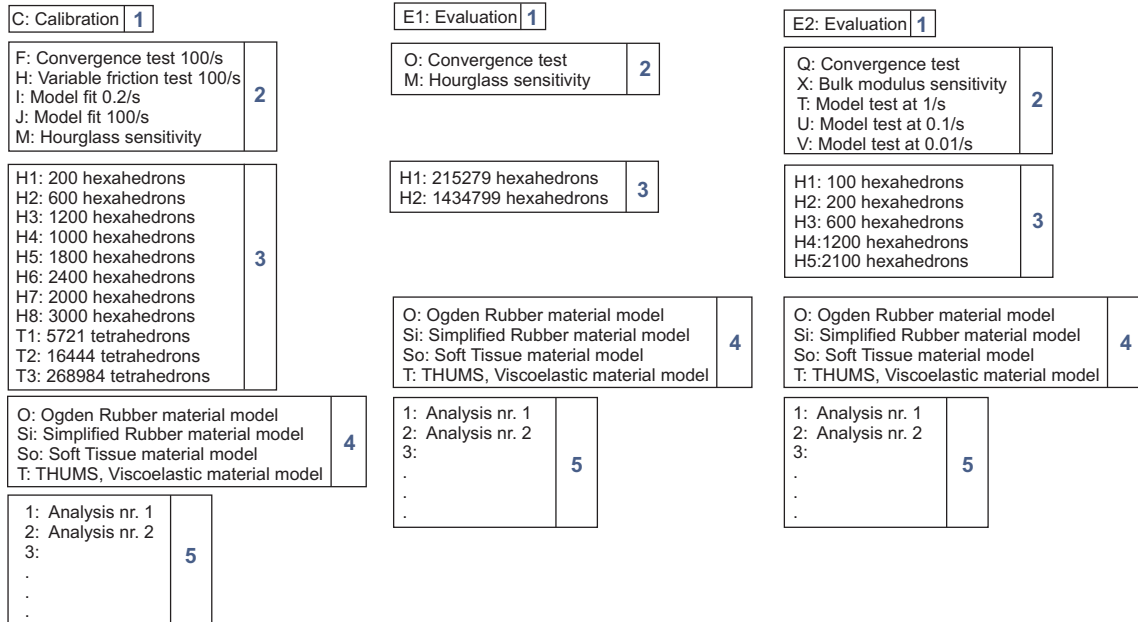 C: Calibration 1
F: Convergence test 100/s
H: Variable friction test 100/s
I: Model fit 0.2/s
J: Model fit 100/s
M: Hourglass sensitivity
2
H1: 200 hexahedrons
H2: 600 hexahedrons
H3: 1200 hexahedrons
H4: 1000 hexahedrons
H5: 1800 hexahedrons
H6: 2400 hexahedrons
H7: 2000 hexahedrons
H8: 3000 hexahedrons
T1: 5721 tetrahedrons
T2: 16444 tetrahedrons
T3: 268984 tetrahedrons
3
O: Ogden Rubber material model
Si: Simplified Rubber material model
So: Soft Tissue material model
T: THUMS, Viscoelastic material model
4
1: Analysis nr. 1
2: Analysis nr. 2
3:
.
.
.
5
E1: Evaluation 1
O: Convergence test
M: Hourglass sensitivity
2
H1: 215279 hexahedrons
H2: 1434799 hexahedrons
3
O: Ogden Rubber material model
Si: Simplified Rubber material model
So: Soft Tissue material model
T: THUMS, Viscoelastic material model
4
1: Analysis nr. 1
2: Analysis nr. 2
3:
.
.
.
5
E2: Evaluation 1
Q: Convergence test
X: Bulk modulus sensitivity
T: Model test at 1/s
U: Model test at 0.1/s
V: Model test at 0.01/s
2
H1: 100 hexahedrons
H2: 200 hexahedrons
H3: 600 hexahedrons
H4:1200 hexahedrons
H5:2100 hexahedrons
3
O: Ogden Rubber material model
Si: Simplified Rubber material model
So: Soft Tissue material model
T: THUMS, Viscoelastic material model
4
1: Analysis nr. 1
2: Analysis nr. 2
3:
.
.
.
5